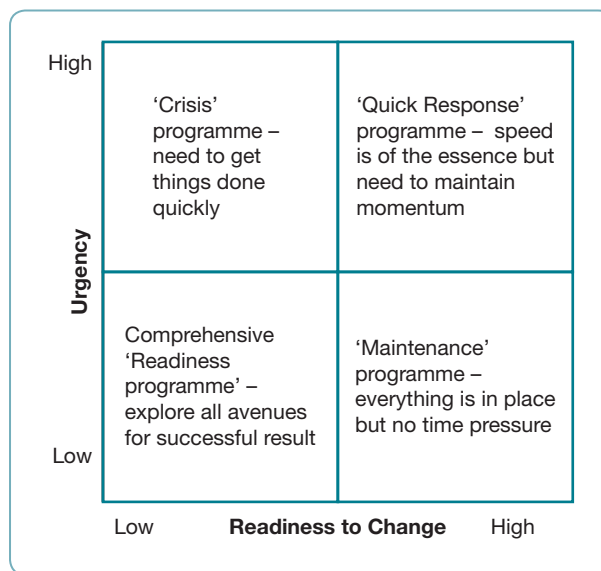 High
‘Crisis’
programme –
need to get
things done
quickly
‘Quick Response’
programme –  speed
is of the essence but
need to maintain
momentum
Urgency
Comprehensive
‘Readiness
programme’ –
explore all avenues
for successful result
‘Maintenance’
programme –
everything is in place
but no time pressure
Low
Low Readiness to Change High